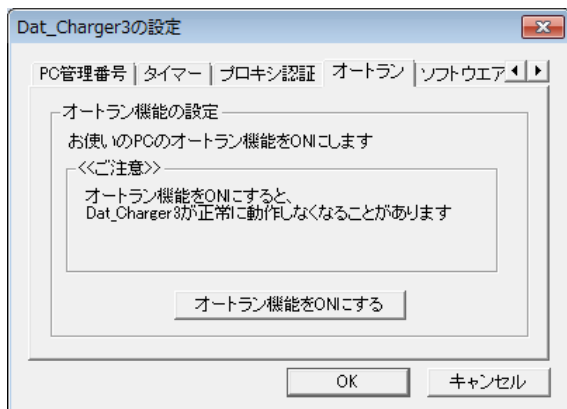 Dat_Charger3の設定
PC管理番号 タイマー プロキシ認証 オートラン ソフトウエア
オートラン機能の設定
お使いのPCのオートラン機能をONにします
<<ご注意>>
オートラン機能をONにすると、
Dat_Charger3が正常に動作しなくなることがあります
オートラン機能をONにする
OK キャンセル